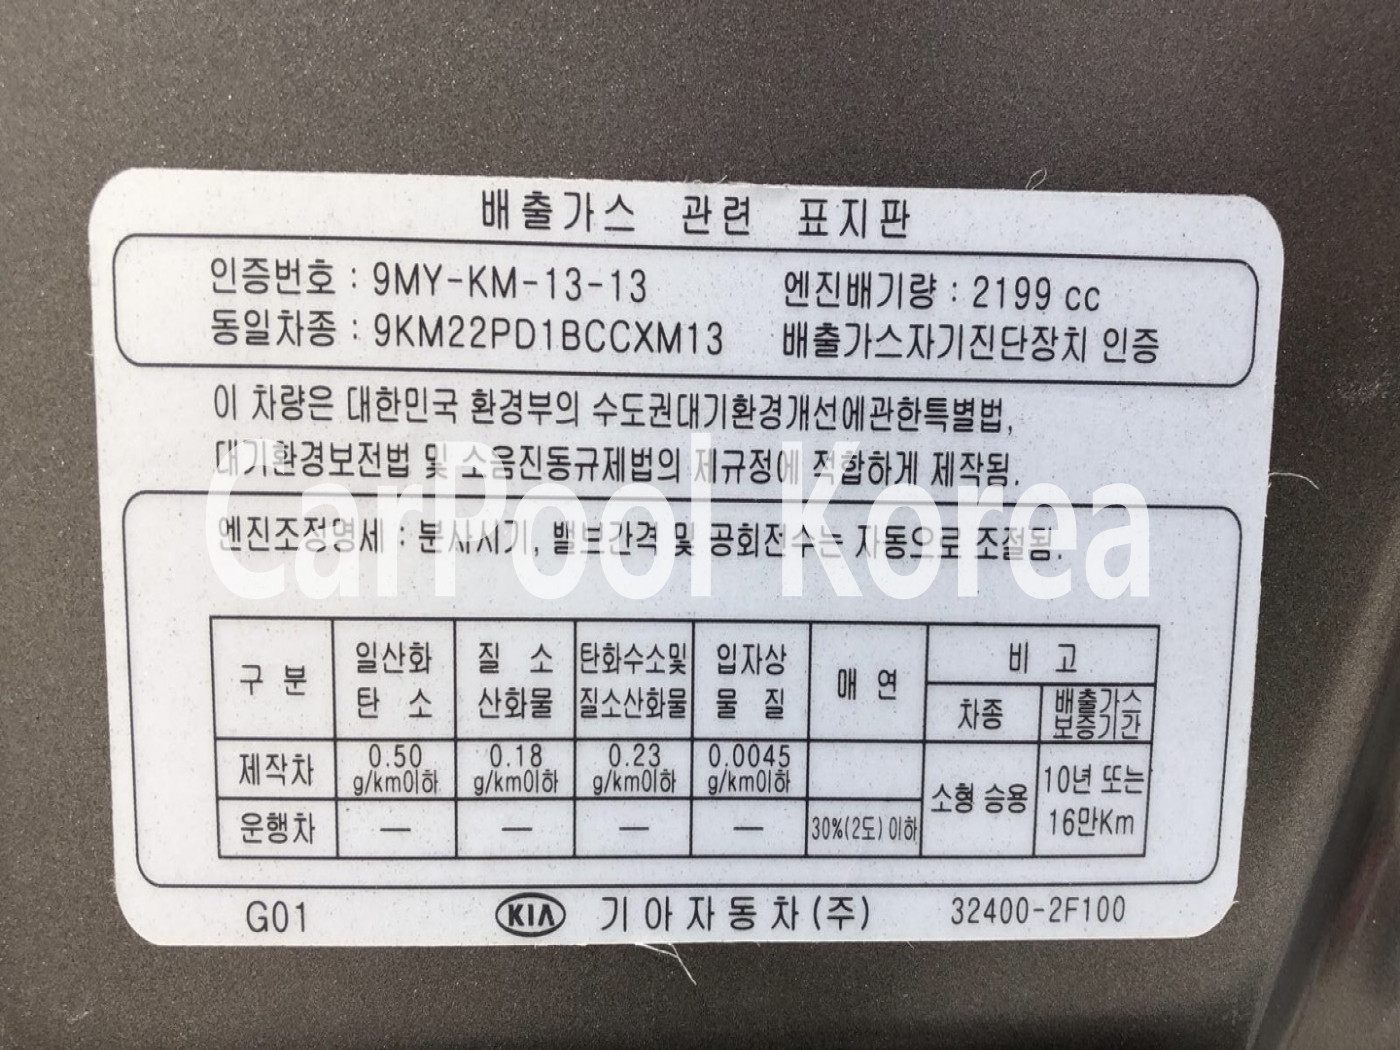 배출가스 관련 표지판
인증번호 : 9MY-KM-13-13 엔진배기량 : 2199 cc
동일차종 : 9KM22PD1BCCXM13 배출가스자기진단장치 인증
이 차량은 대한민국 환경부의 수도권대기환경개선에관한특별법,
대기환경보전법 및 소음진동규제법의 제규정에 적합하게 제작됨.
CarPool Korea
엔진조정명세 : 분사시기, 밸브간격 및 공회전수는 자동으로 조절됨.
구 분 일산화 탄 소 질 소 산화물 탄화수소및 질소산화물 입자상 물 질 매 연 비 고
차종 배출가스 보증기간
제작차 0.50 g/km이하 0.18 g/km이하 0.23 g/km이하 0.0045 g/km이하 소형 승용 10년 또는 16만Km
운행차 — — — — 30%(2도)이하
G01 KIA 기아자동차(주) 32400-2F100